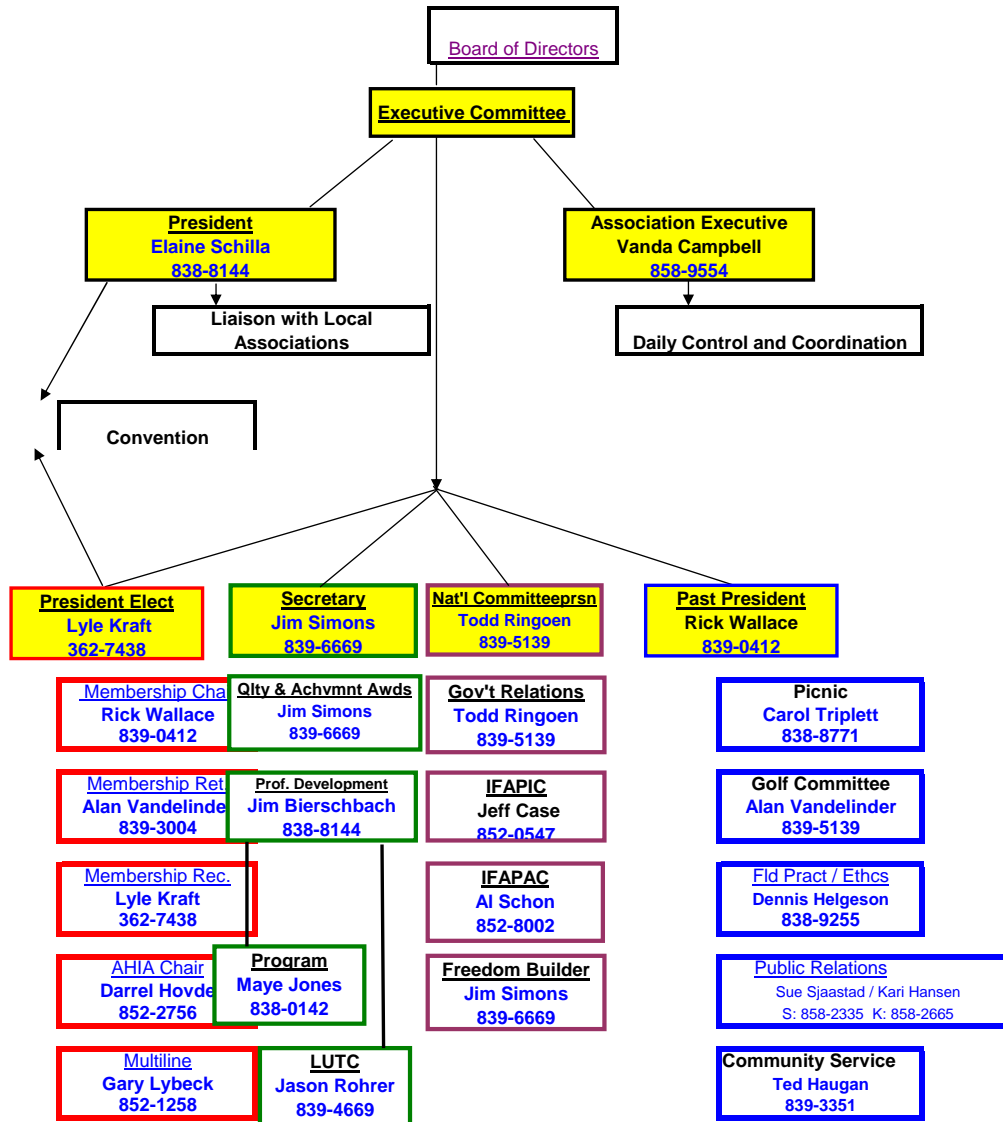 Board of Directors
Executive Committee
President
Elaine Schilla
838-8144
Association Executive
Vanda Campbell
858-9554
Liaison with Local
Associations
Daily Control and Coordination
Convention
President Elect
Lyle Kraft
362-7438
Secretary
Jim Simons
839-6669
Nat'l Committeeprsn
Todd Ringoen
839-5139
Past President
Rick Wallace
839-0412
Membership Cha
Rick Wallace
839-0412
Qlty & Achvmnt Awds
Jim Simons
839-6669
Gov't Relations
Todd Ringoen
839-5139
Picnic
Carol Triplett
838-8771
Membership Ret.
Alan Vandelinde
839-3004
Prof. Development
Jim Bierschbach
838-8144
IFAPIC
Jeff Case
852-0547
Golf Committee
Alan Vandelinder
839-5139
Membership Rec.
Lyle Kraft
362-7438
IFAPAC
Al Schon
852-8002
Fld Pract / Ethcs
Dennis Helgeson
838-9255
AHIA Chair
Darrel Hovde
852-2756
Program
Maye Jones
838-0142
Freedom Builder
Jim Simons
839-6669
Public Relations
Sue Sjaastad / Kari Hansen
S: 858-2335 K: 858-2665
Multiline
Gary Lybeck
852-1258
LUTC
Jason Rohrer
839-4669
Community Service
Ted Haugan
839-3351